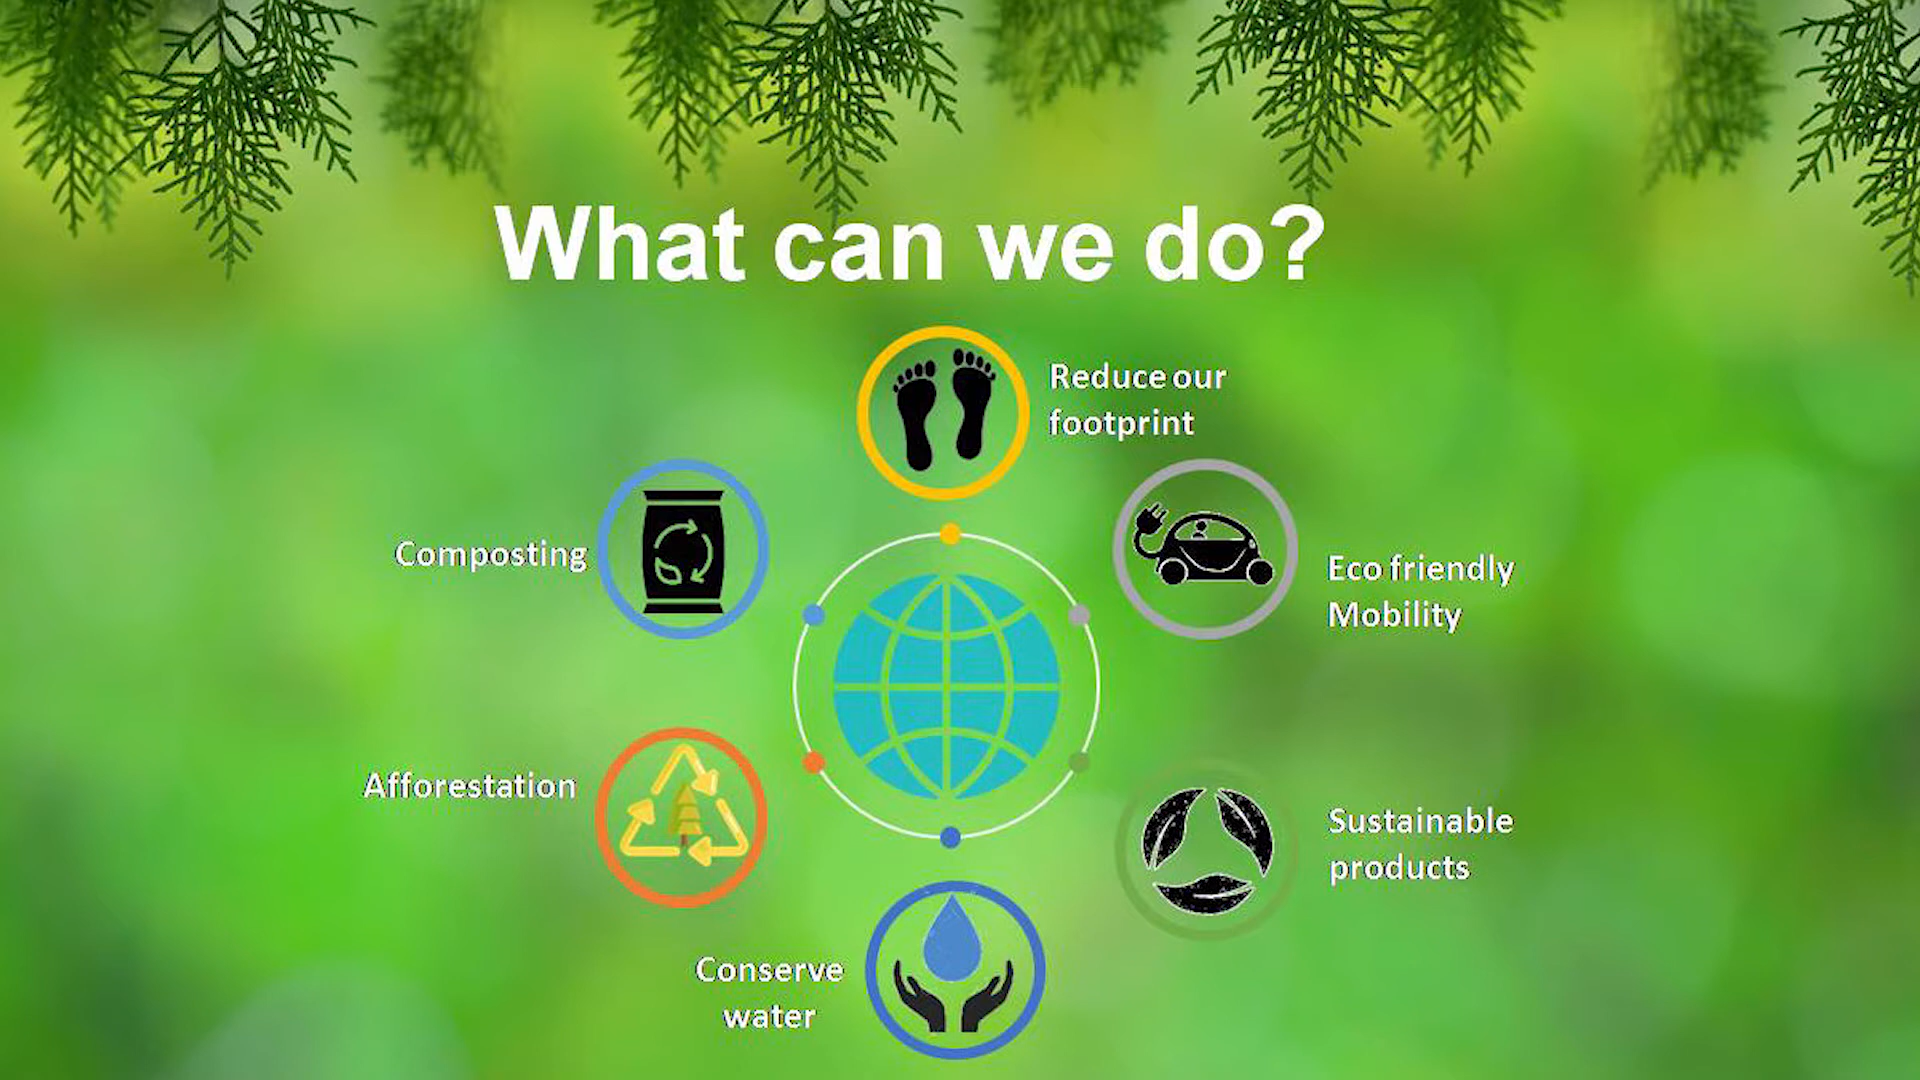 What can we do?
Reduce our
footprint
Composting
Eco friendly
Mobility
Afforestation
Sustainable
products
Conserve
water